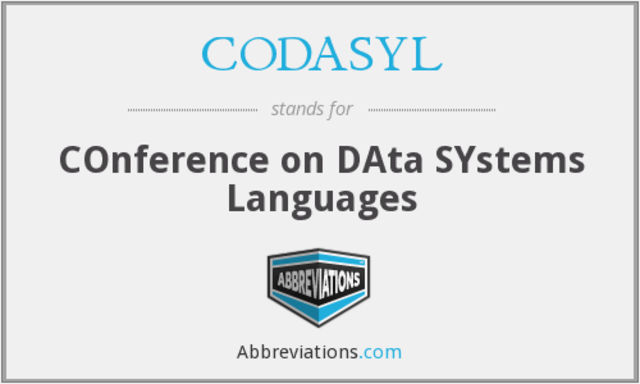 CODASYL
stands for
COnference on DAta SYstems
Languages
ABBREVIATIONS
Abbreviations.com